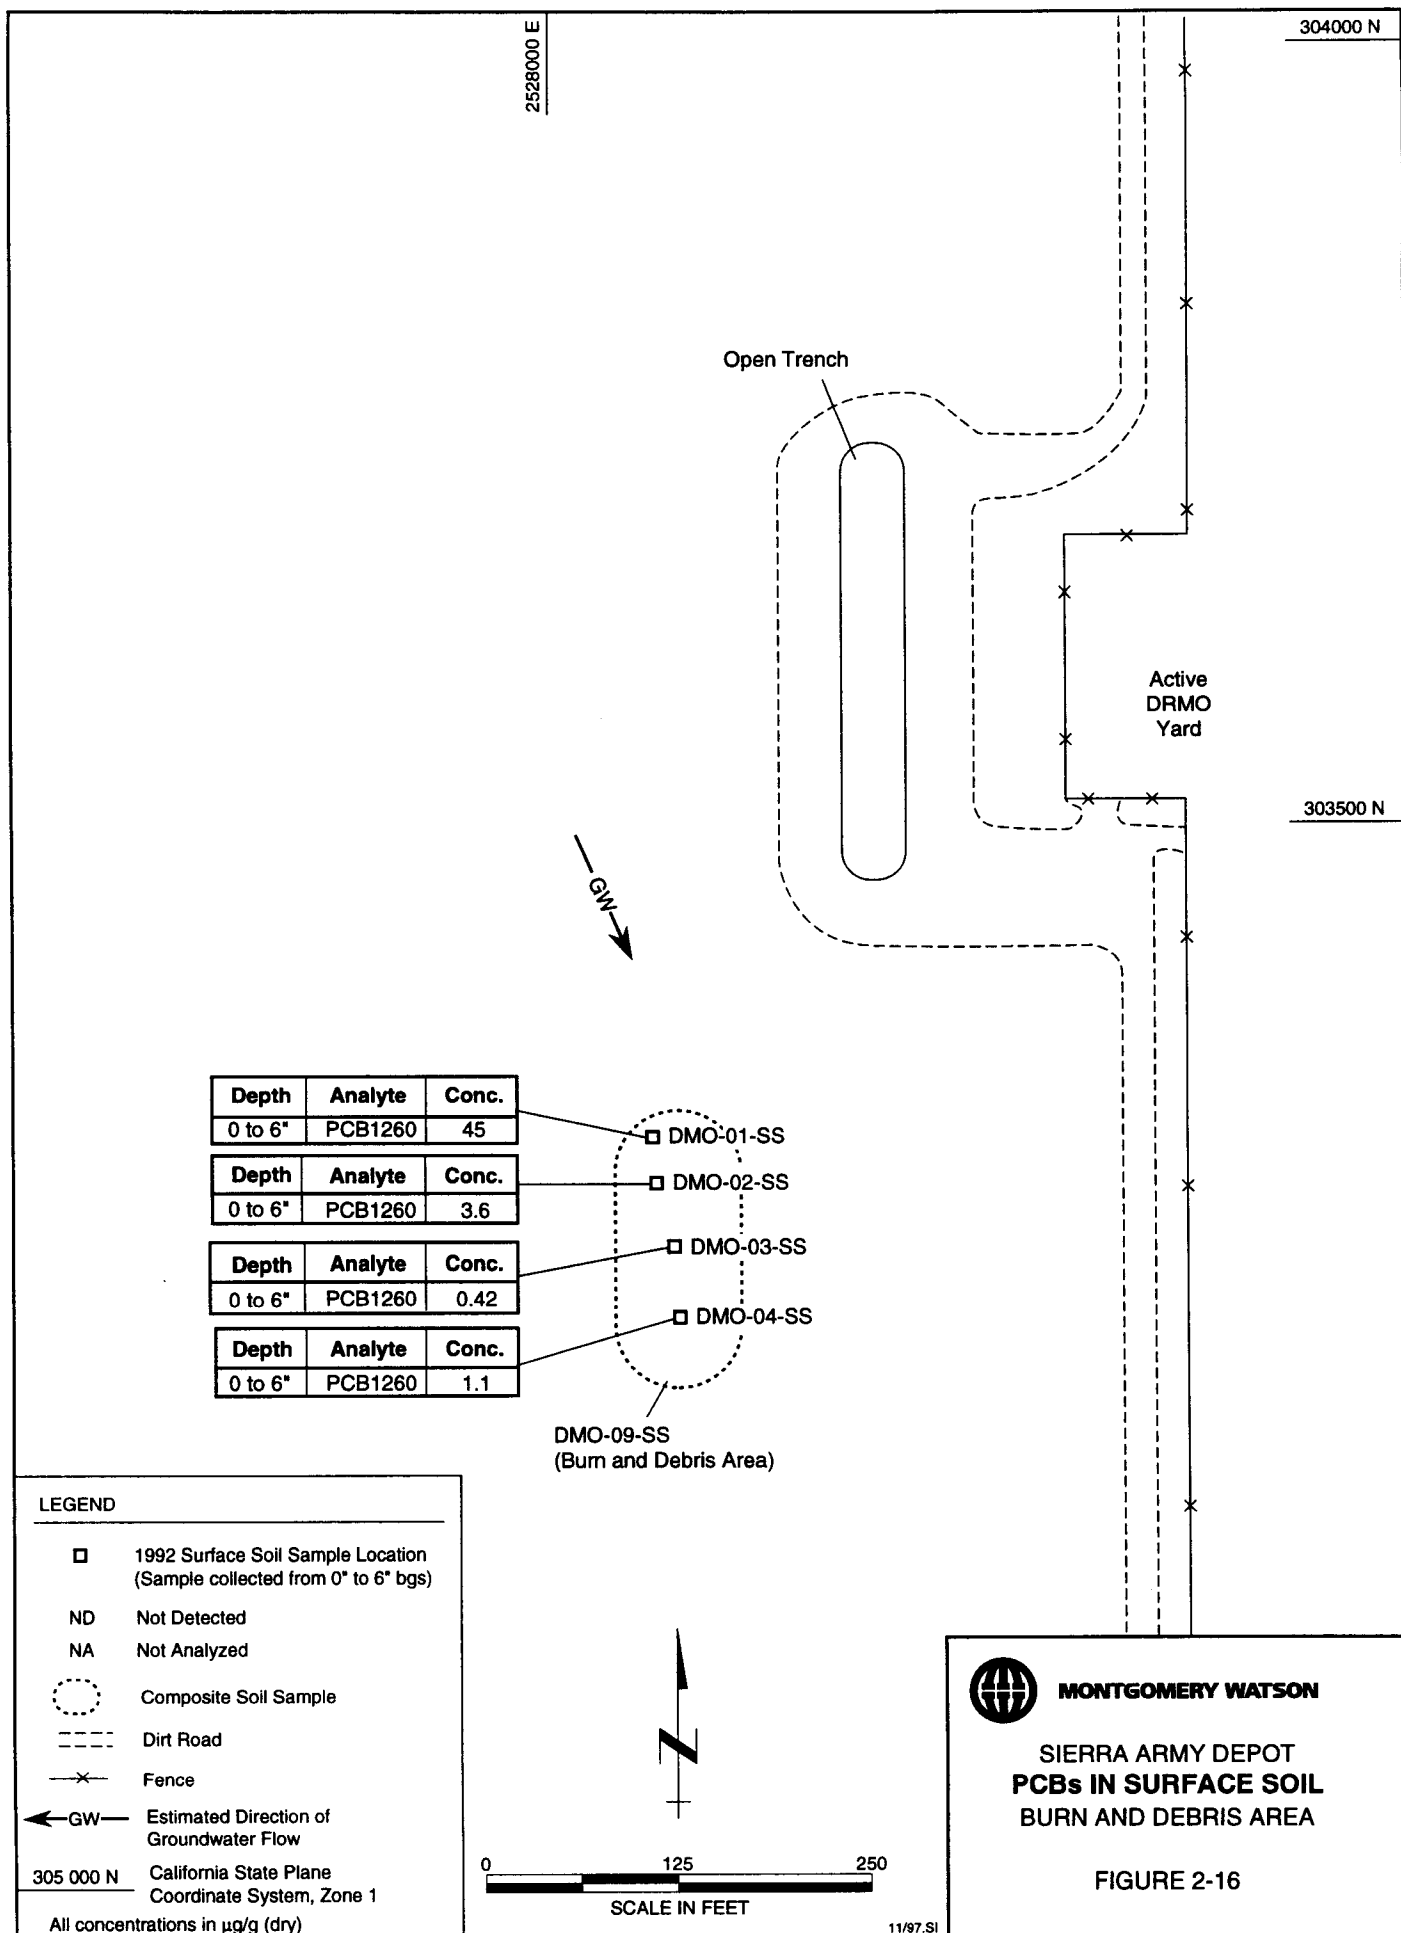 2528000 E
304000 N
Open Trench
Active
DRMO
Yard
303500 N
GW
Depth Analyte Conc.
0 to 6" PCB1260 45
Depth Analyte Conc.
0 to 6" PCB1260 3.6
Depth Analyte Conc.
0 to 6" PCB1260 0.42
Depth Analyte Conc.
0 to 6" PCB1260 1.1
DMO-01-SS
DMO-02-SS
DMO-03-SS
DMO-04-SS
DMO-09-SS
(Burn and Debris Area)
LEGEND
1992 Surface Soil Sample Location
(Sample collected from 0" to 6" bgs)
ND Not Detected
NA Not Analyzed
Composite Soil Sample
Dirt Road
Fence
GW Estimated Direction of
Groundwater Flow
305 000 N California State Plane
Coordinate System, Zone 1
All concentrations in µg/g (dry)
N
0 125 250
SCALE IN FEET
11/97.SI
MONTGOMERY WATSON
SIERRA ARMY DEPOT
PCBs IN SURFACE SOIL
BURN AND DEBRIS AREA
FIGURE 2-16